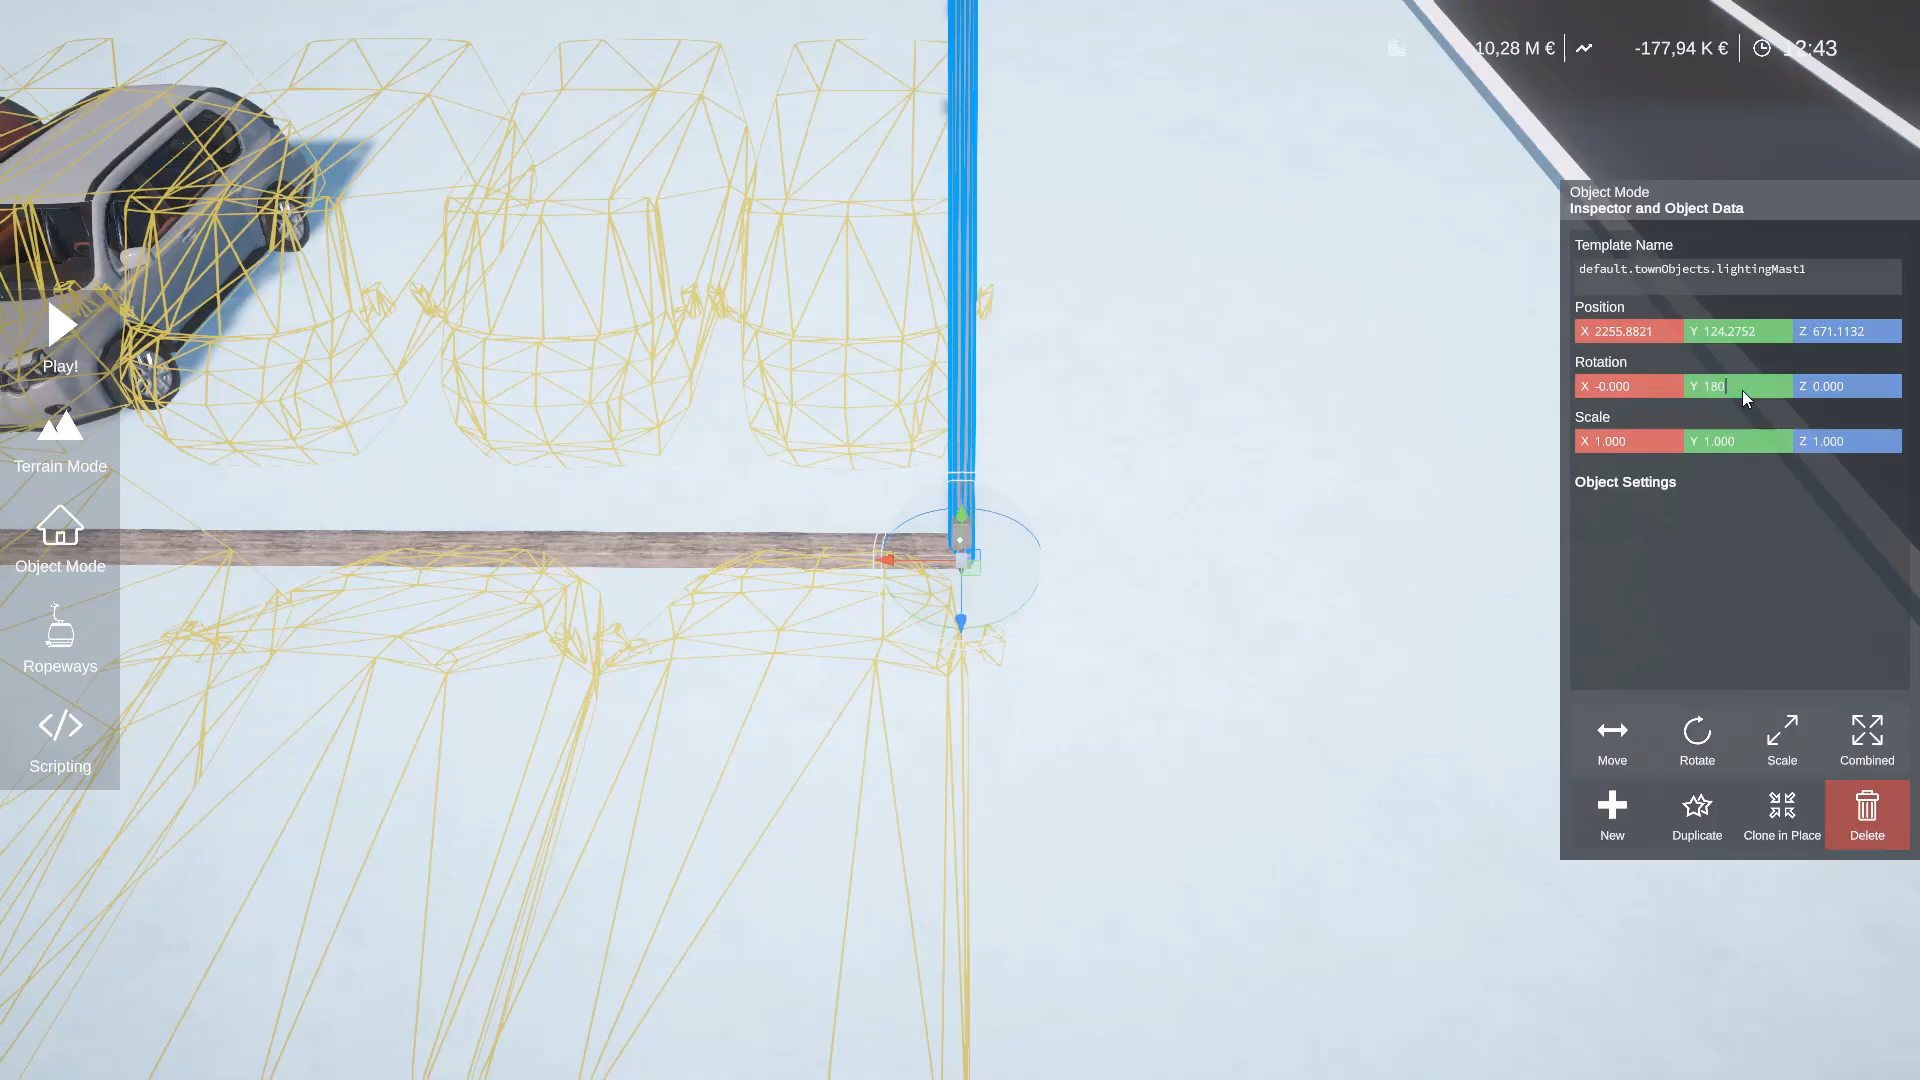 10,28 M €
-177,94 K €
12:43
Object Mode
Inspector and Object Data
Template Name
default.townObjects.lightingMast1
Position
X 2255.8821 Y 124.2752 Z 671.1132
Rotation
X -0.000 Y 180 Z 0.000
Scale
X 1.000 Y 1.000 Z 1.000
Object Settings
Move Rotate Scale Combined
New Duplicate Clone in Place Delete
Play!
Terrain Mode
Object Mode
Ropeways
</>
Scripting